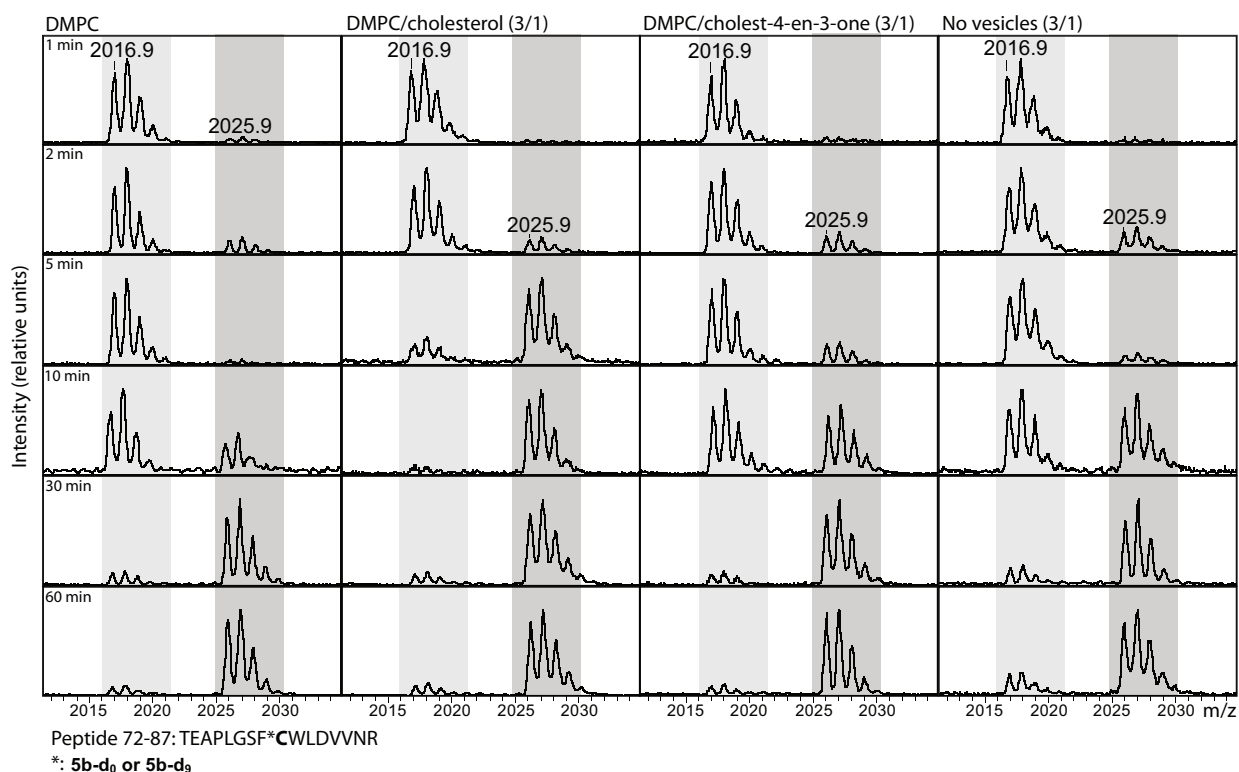 DMPC DMPC/cholesterol (3/1) DMPC/cholest-4-en-3-one (3/1) No vesicles (3/1)
1 min 2016.9 2016.9 2016.9 2016.9
2025.9
2 min
2025.9 2025.9 2025.9
5 min
10 min
30 min
60 min
Intensity (relative units)
2015 2020 2025 2030 2015 2020 2025 2030 2015 2020 2025 2030 2015 2020 2025 2030 m/z
Peptide 72-87: TEAPLGSF*CWLDVVNR
*: 5b-d₀ or 5b-d₉